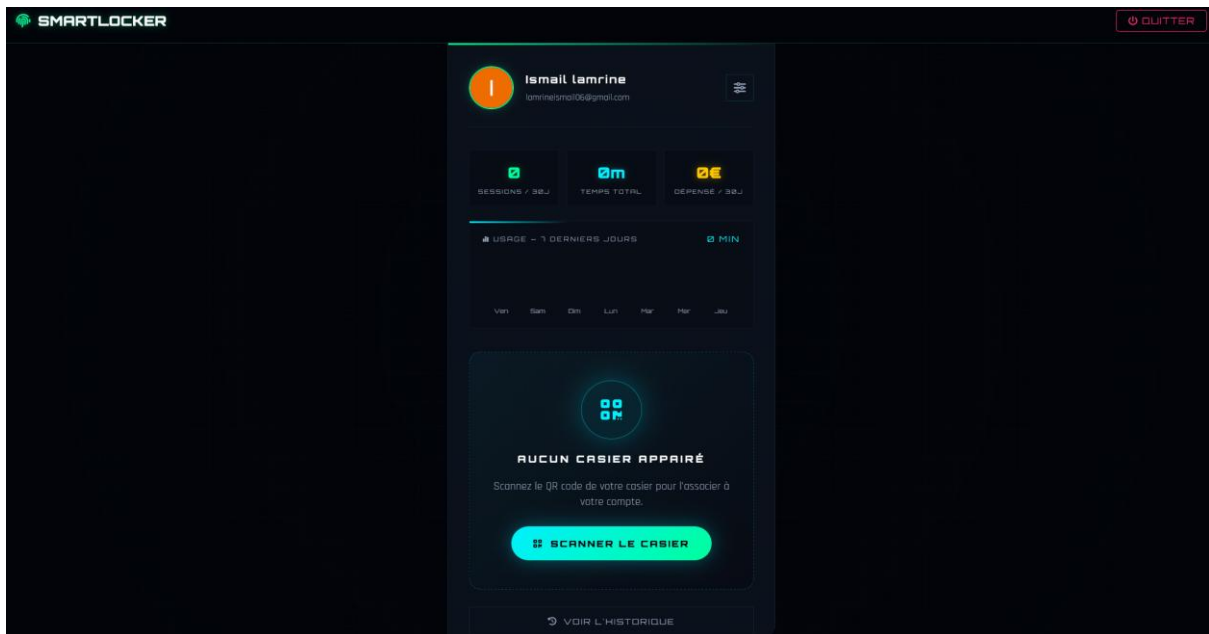 SMARTLOCKER
QUITTER
I
Ismail lamrine
lamrineismail06@gmail.com
0
SESSIONS / 30J
0m
TEMPS TOTAL
0€
DÉPENSÉ / 30J
USAGE – 7 DERNIERS JOURS
0 MIN
Ven Sam Dim Lun Mar Mer Jeu
AUCUN CASIER APPAIRÉ
Scannez le QR code de votre casier pour l'associer à
votre compte.
SCANNER LE CASIER
VOIR L'HISTORIQUE